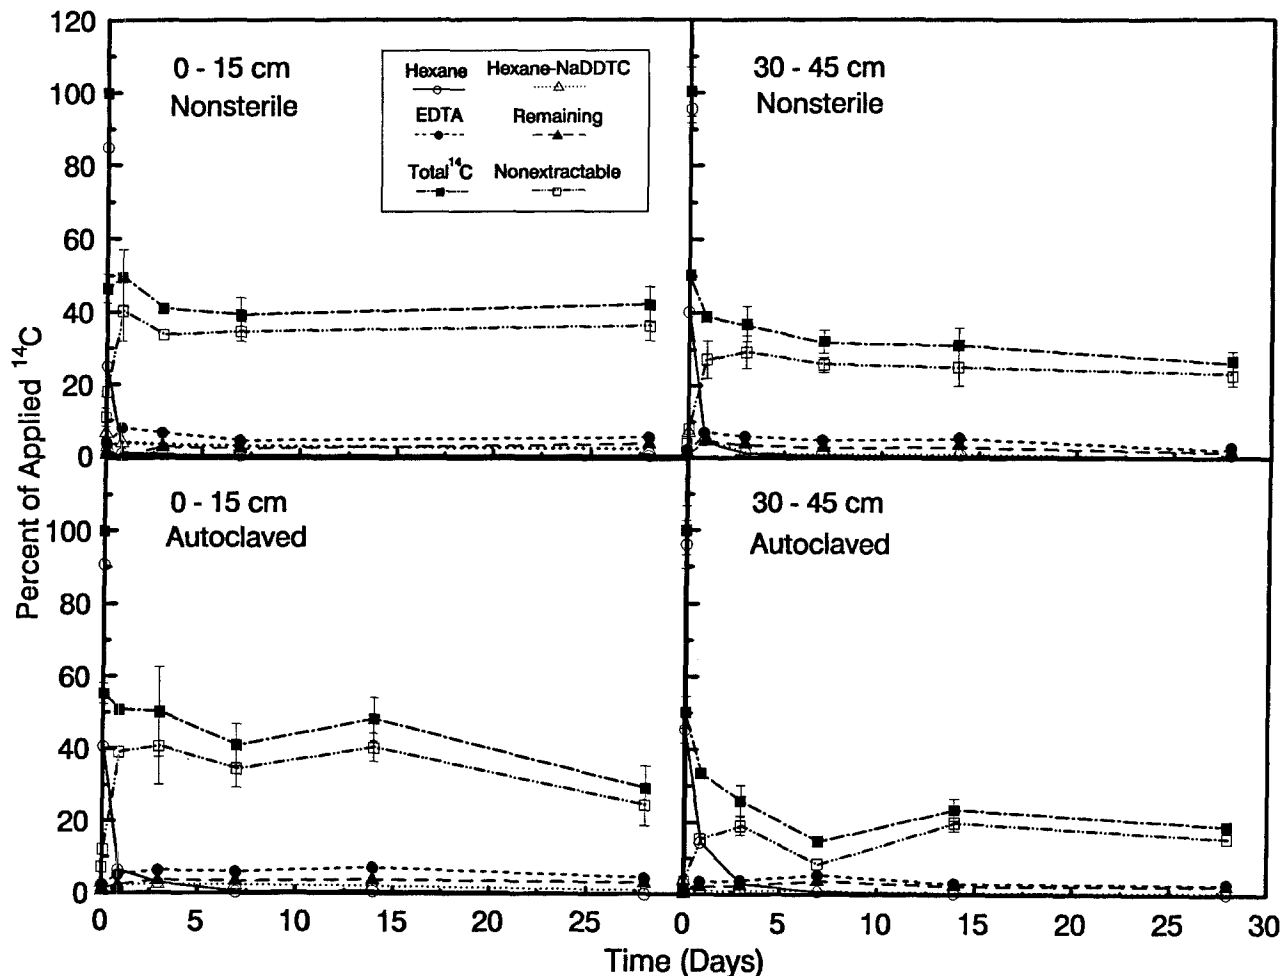 120
100
80
60
40
20
0
0 - 15 cm
Nonsterile
Hexane Hexane-NaDDTC
EDTA Remaining
Total ¹⁴C Nonextractable
30 - 45 cm
Nonsterile
Percent of Applied ¹⁴C
100
80
60
40
20
0
0 - 15 cm
Autoclaved
30 - 45 cm
Autoclaved
0 5 10 15 20 25 0 5 10 15 20 25 30
Time (Days)